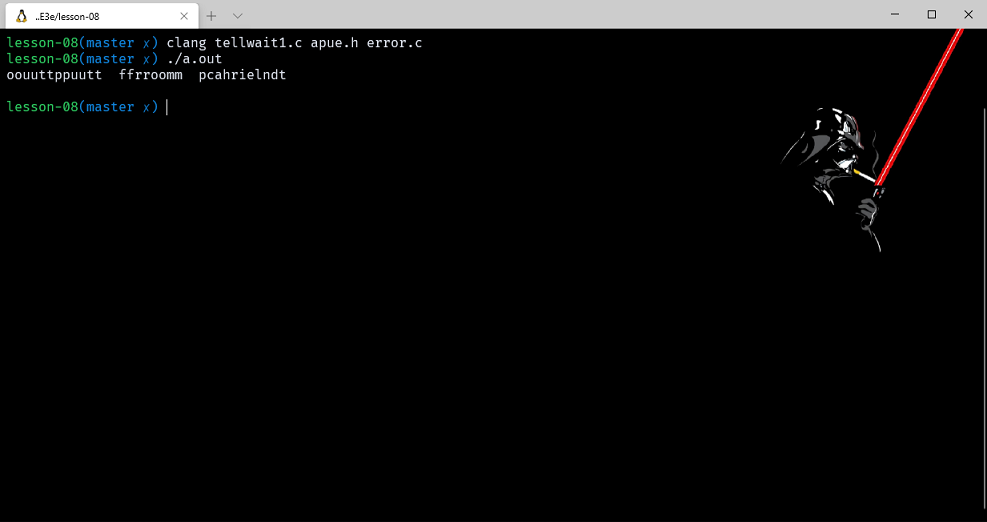 ..E3e/lesson-08
lesson-08(master ✗) clang tellwait1.c apue.h error.c
lesson-08(master ✗) ./a.out
oouuttppuutt  ffrroomm  pcahrielndt
lesson-08(master ✗)